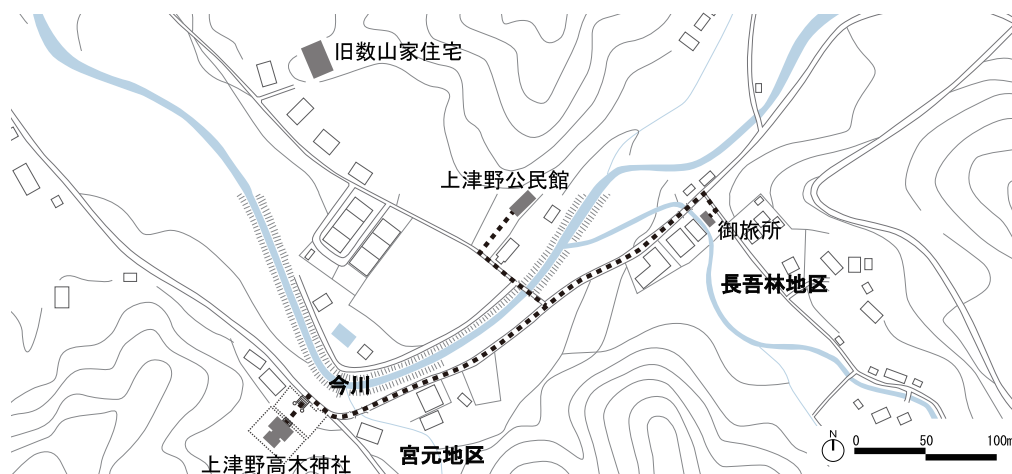 旧数山家住宅
上津野公民館
御旅所
長吾林地区
今川
宮元地区
上津野高木神社
N
0 50 100m